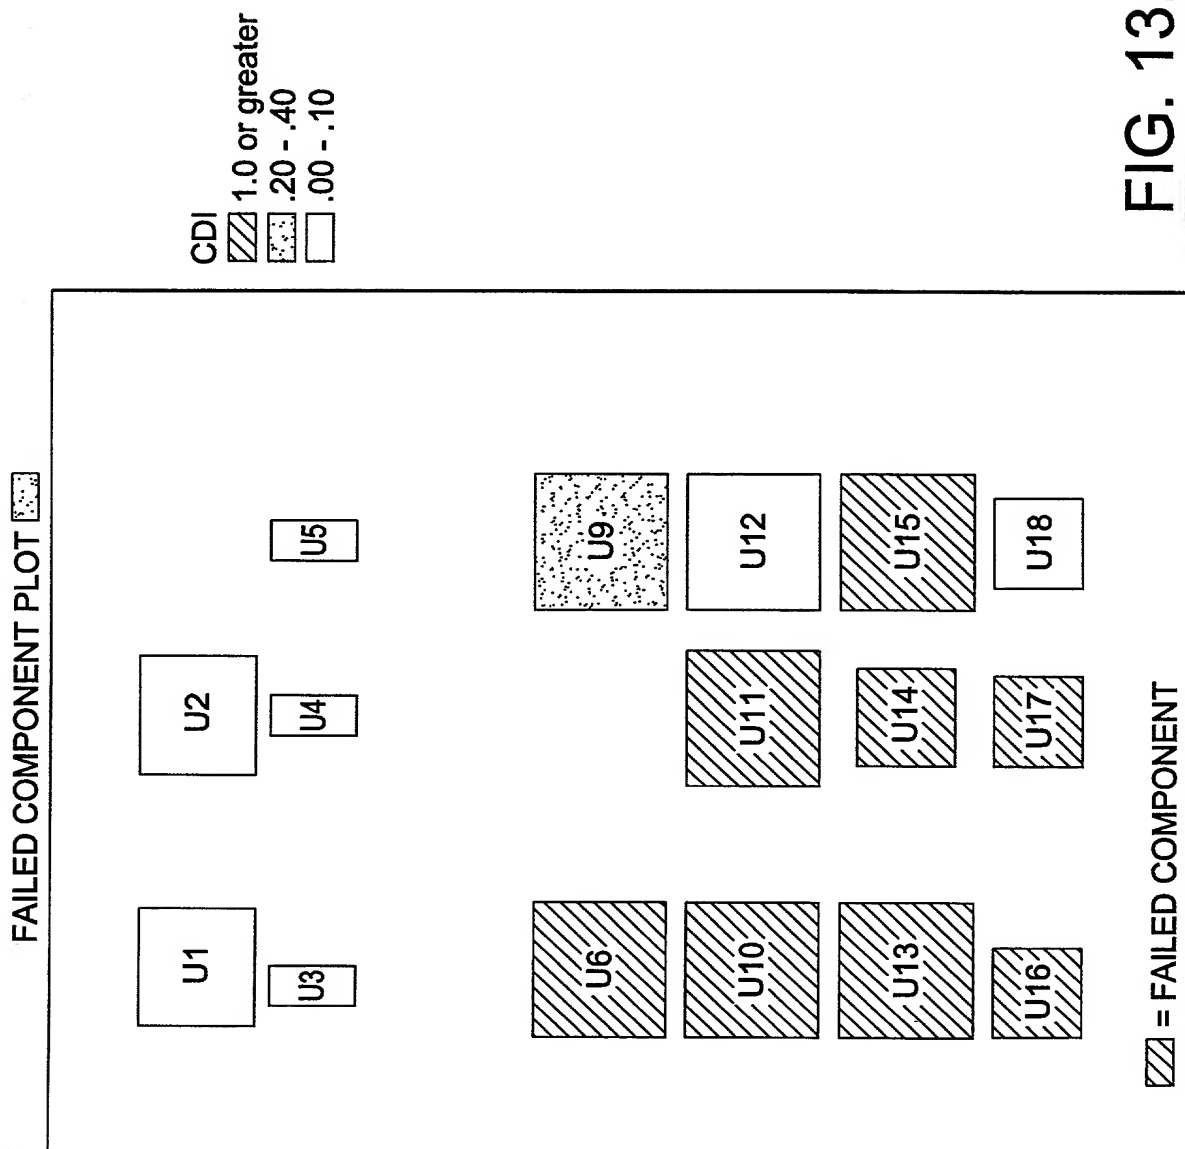 FAILED COMPONENT PLOT
CDI
1.0 or greater
.20 - .40
.00 - .10
U1
U2
U3
U4
U5
U6
U9
U10
U11
U12
U13
U14
U15
U16
U17
U18
= FAILED COMPONENT
FIG. 13